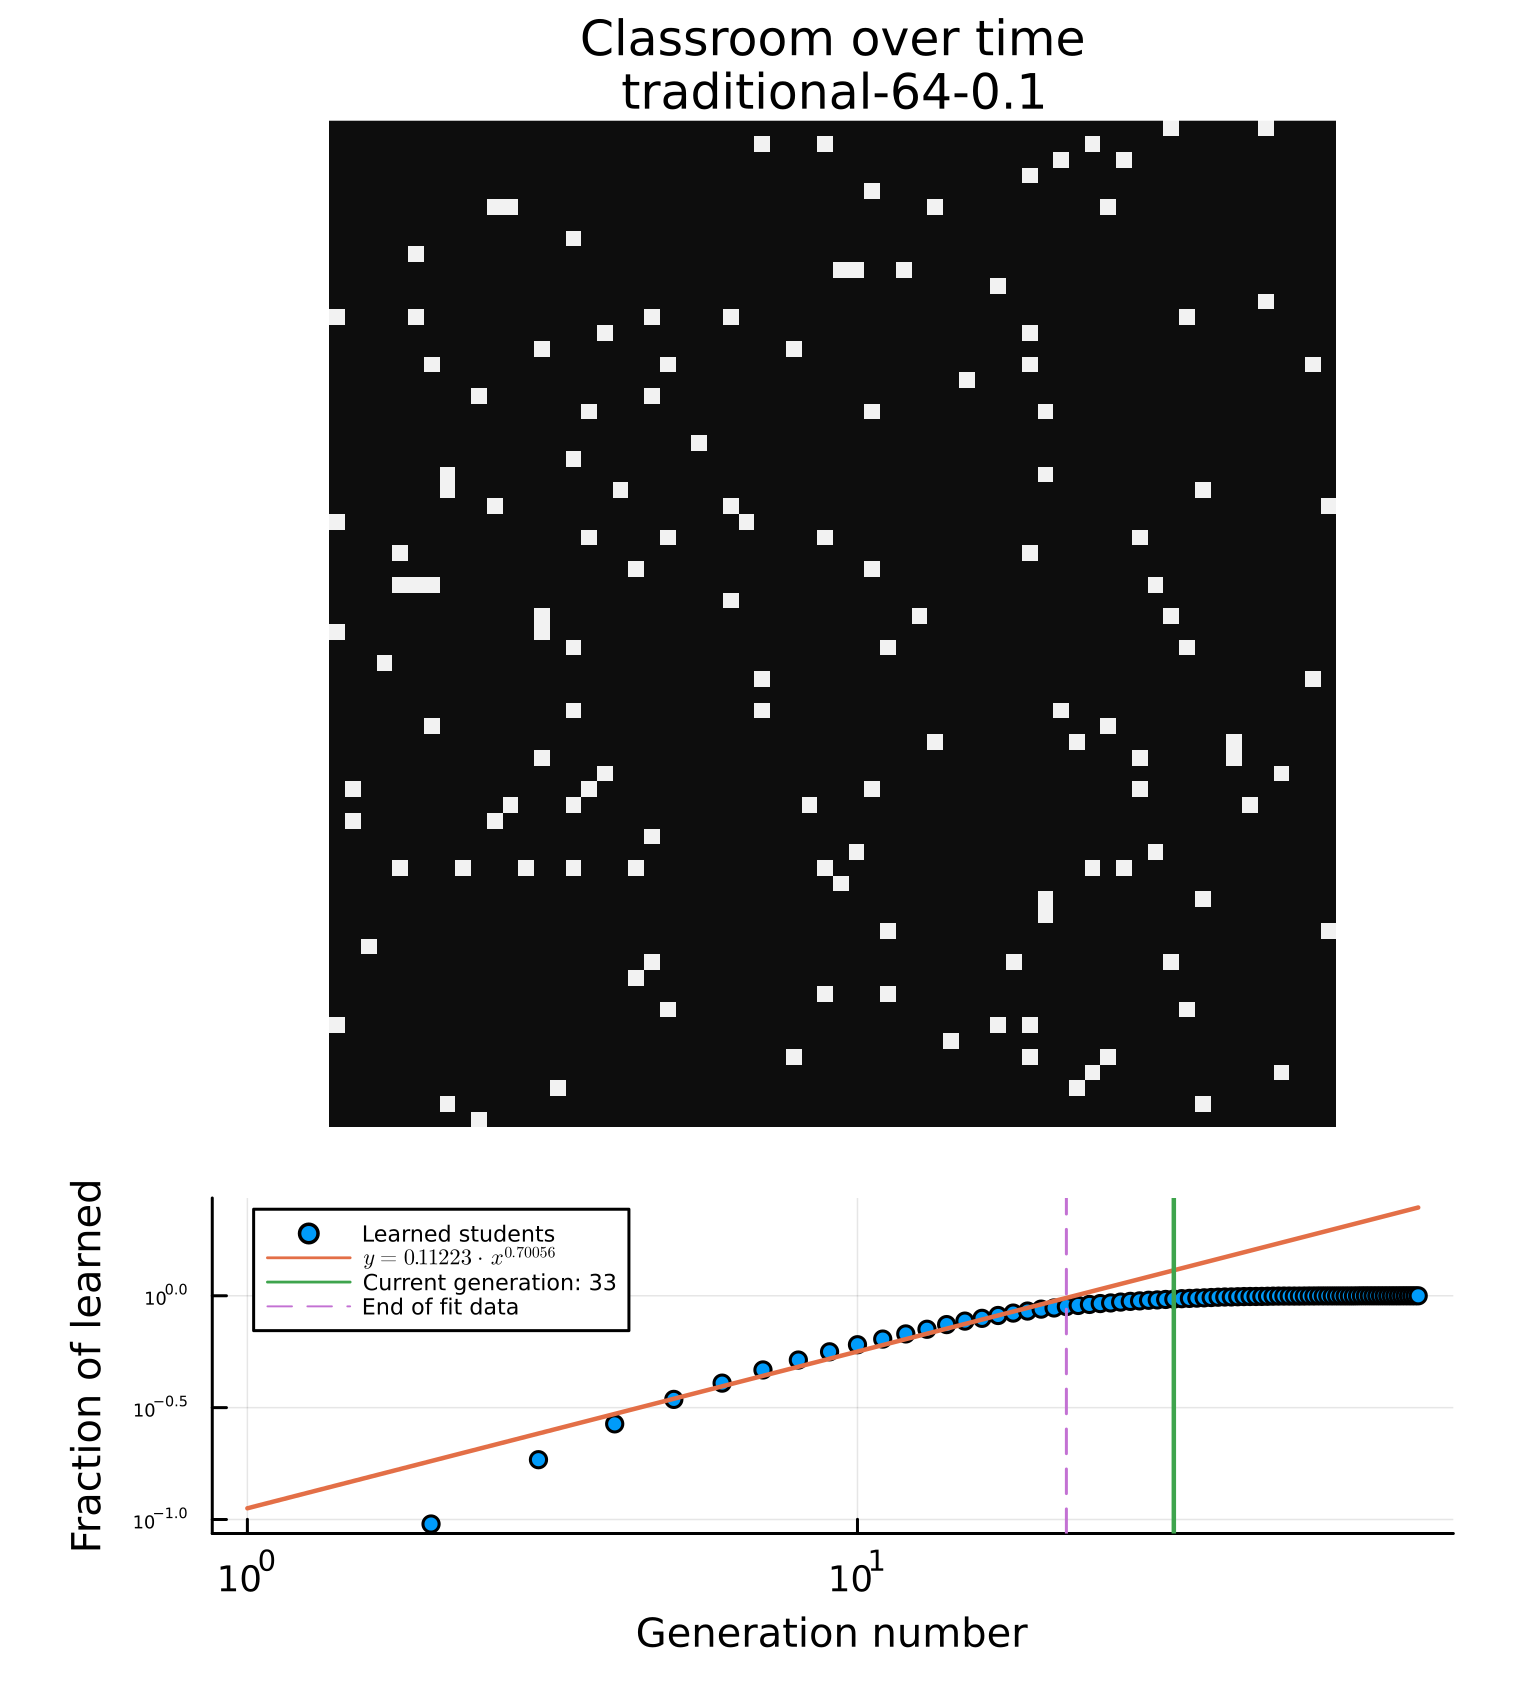 Classroom over time
traditional-64-0.1
Fraction of learned
Learned students
y = 0.11223 · x^0.70056
Current generation: 33
End of fit data
10^0.0
10^−0.5
10^−1.0
10^0
10^1
Generation number